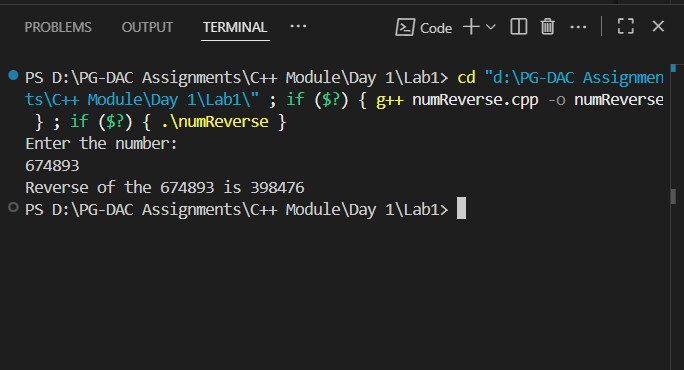 PROBLEMS OUTPUT TERMINAL ... Code
PS D:\PG-DAC Assignments\C++ Module\Day 1\Lab1> cd "d:\PG-DAC Assignmen
ts\C++ Module\Day 1\Lab1\" ; if ($?) { g++ numReverse.cpp -o numReverse
 } ; if ($?) { .\numReverse }
Enter the number:
674893
Reverse of the 674893 is 398476
PS D:\PG-DAC Assignments\C++ Module\Day 1\Lab1>